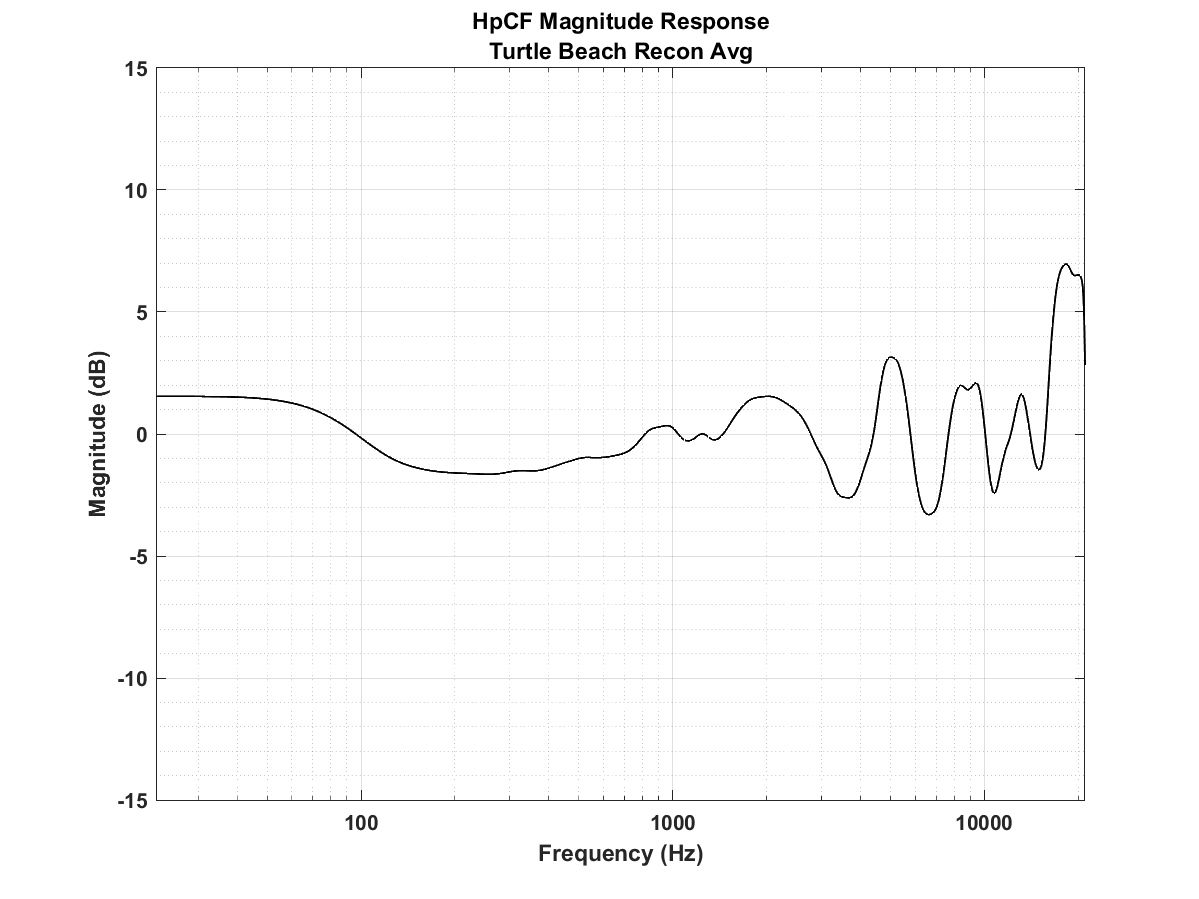 HpCF Magnitude Response
Turtle Beach Recon Avg
15
10
5
0
-5
-10
-15
Magnitude (dB)
100 1000 10000
Frequency (Hz)